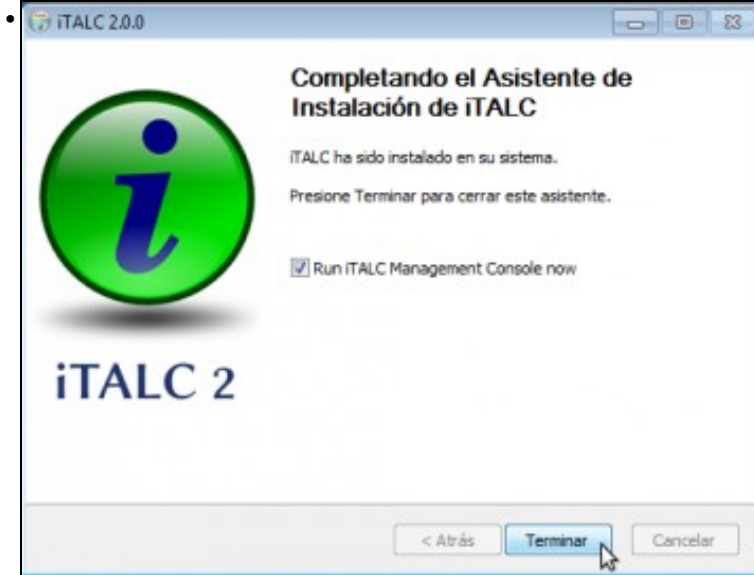 iTALC 2.0.0
Completando el Asistente de
Instalación de iTALC
iTALC ha sido instalado en su sistema.
Presione Terminar para cerrar este asistente.
Run iTALC Management Console now
iTALC 2
< Atrás
Terminar
Cancelar